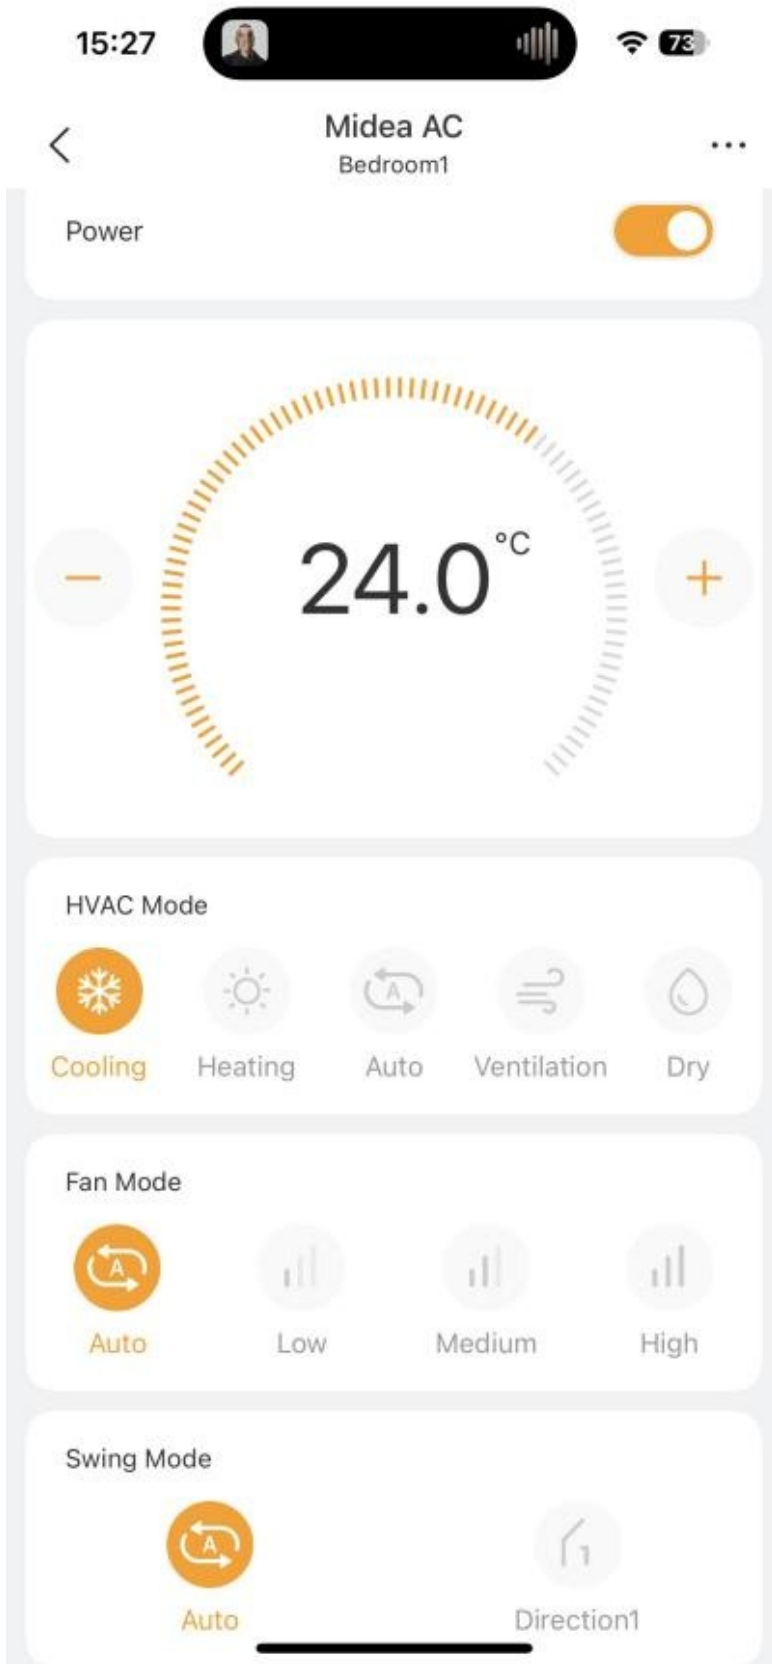 15:27
73
Midea AC
Bedroom1
Power
24.0 °C
HVAC Mode
A
Cooling Heating Auto Ventilation Dry
Fan Mode
A
Auto Low Medium High
Swing Mode
A 1
Auto Direction1